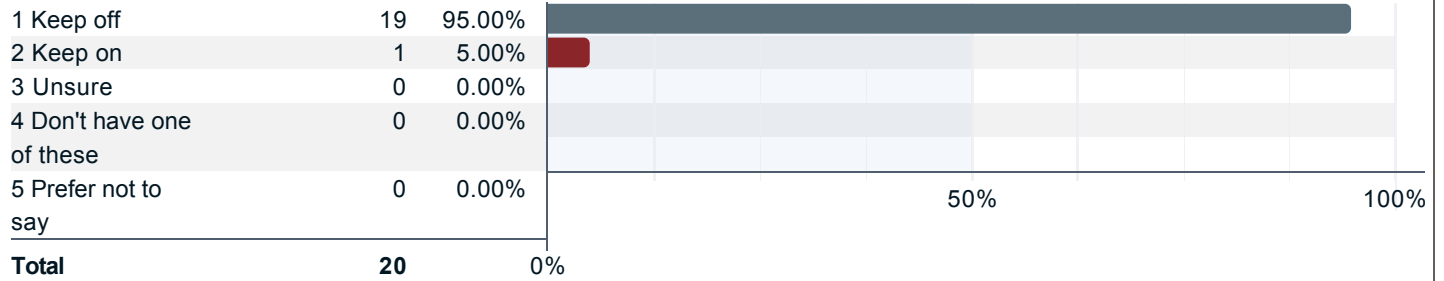 1 Keep off 19 95.00%
2 Keep on 1 5.00%
3 Unsure 0 0.00%
4 Don't have one 0 0.00%
of these
5 Prefer not to 0 0.00%
say
50% 100%
Total 20 0%